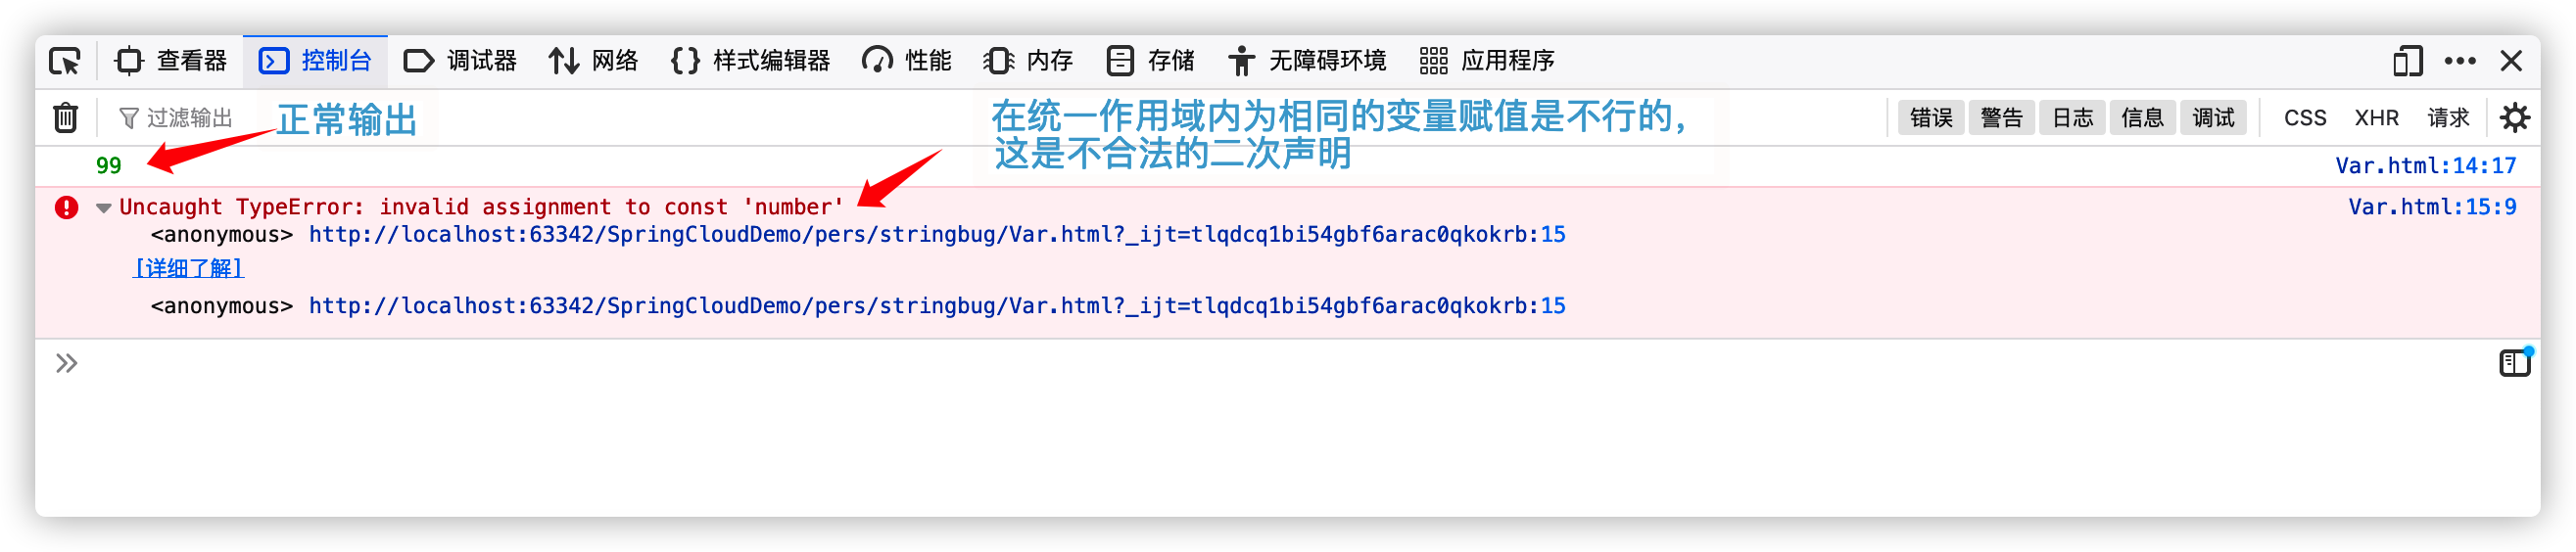 查看器 控制台 调试器 网络 样式编辑器 性能 内存 存储 无障碍环境 应用程序
过滤输出 正常输出 在统一作用域内为相同的变量赋值是不行的， 错误 警告 日志 信息 调试 CSS XHR 请求
这是不合法的二次声明
99 Var.html:14:17
Uncaught TypeError: invalid assignment to const 'number' Var.html:15:9
<anonymous> http://localhost:63342/SpringCloudDemo/pers/stringbug/Var.html?_ijt=tlqdcq1bi54gbf6arac0qkokrb:15
[详细了解]
<anonymous> http://localhost:63342/SpringCloudDemo/pers/stringbug/Var.html?_ijt=tlqdcq1bi54gbf6arac0qkokrb:15